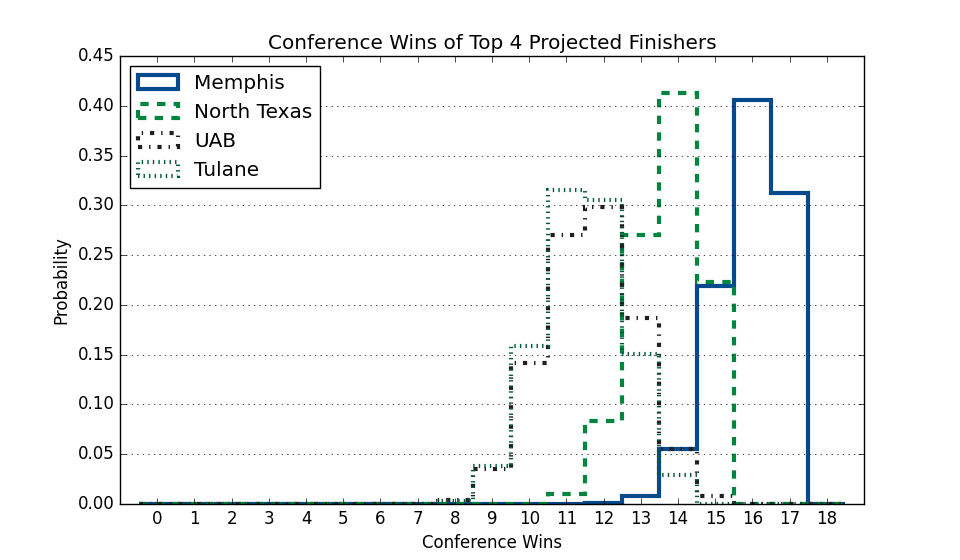 Conference Wins of Top 4 Projected Finishers
0.45
0.40
0.35
0.30
0.25
0.20
0.15
0.10
0.05
0.00
Probability
Memphis
North Texas
UAB
Tulane
0 1 2 3 4 5 6 7 8 9 10 11 12 13 14 15 16 17 18
Conference Wins